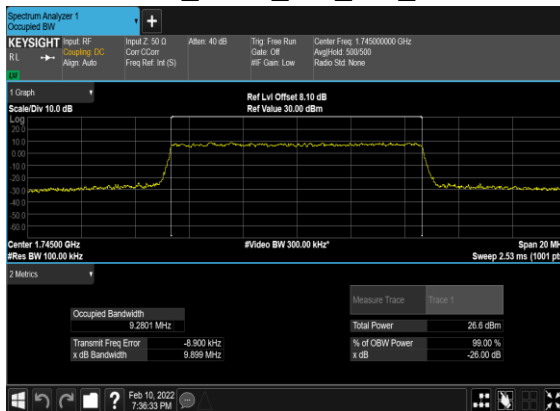 Spectrum Analyzer 1
Occupied BW
+
KEYSIGHT Input: RF Input Z: 50 Ω Atten: 40 dB Trig: Free Run Center Freq: 1.745000000 GHz
RL Coupling: DC Corr CCorr Gate: Off Avg|Hold: 500/500
Align: Auto Freq Ref: Int (S) #IF Gain: Low Radio Std: None
1 Graph
Ref Lvl Offset 8.10 dB
Scale/Div 10.0 dB Ref Value 30.00 dBm
Log
20.0
10.0
0.00
-10.0
-20.0
-30.0
-40.0
-50.0
-60.0
Center 1.74500 GHz #Video BW 300.00 kHz* Span 20 MH
#Res BW 100.00 kHz Sweep 2.53 ms (1001 pt
2 Metrics
Measure Trace Trace 1
Occupied Bandwidth
9.2801 MHz Total Power 26.6 dBm
Transmit Freq Error -8.900 kHz % of OBW Power 99.00 %
x dB Bandwidth 9.899 MHz x dB -26.00 dB
? Feb 10, 2022
7:36:33 PM